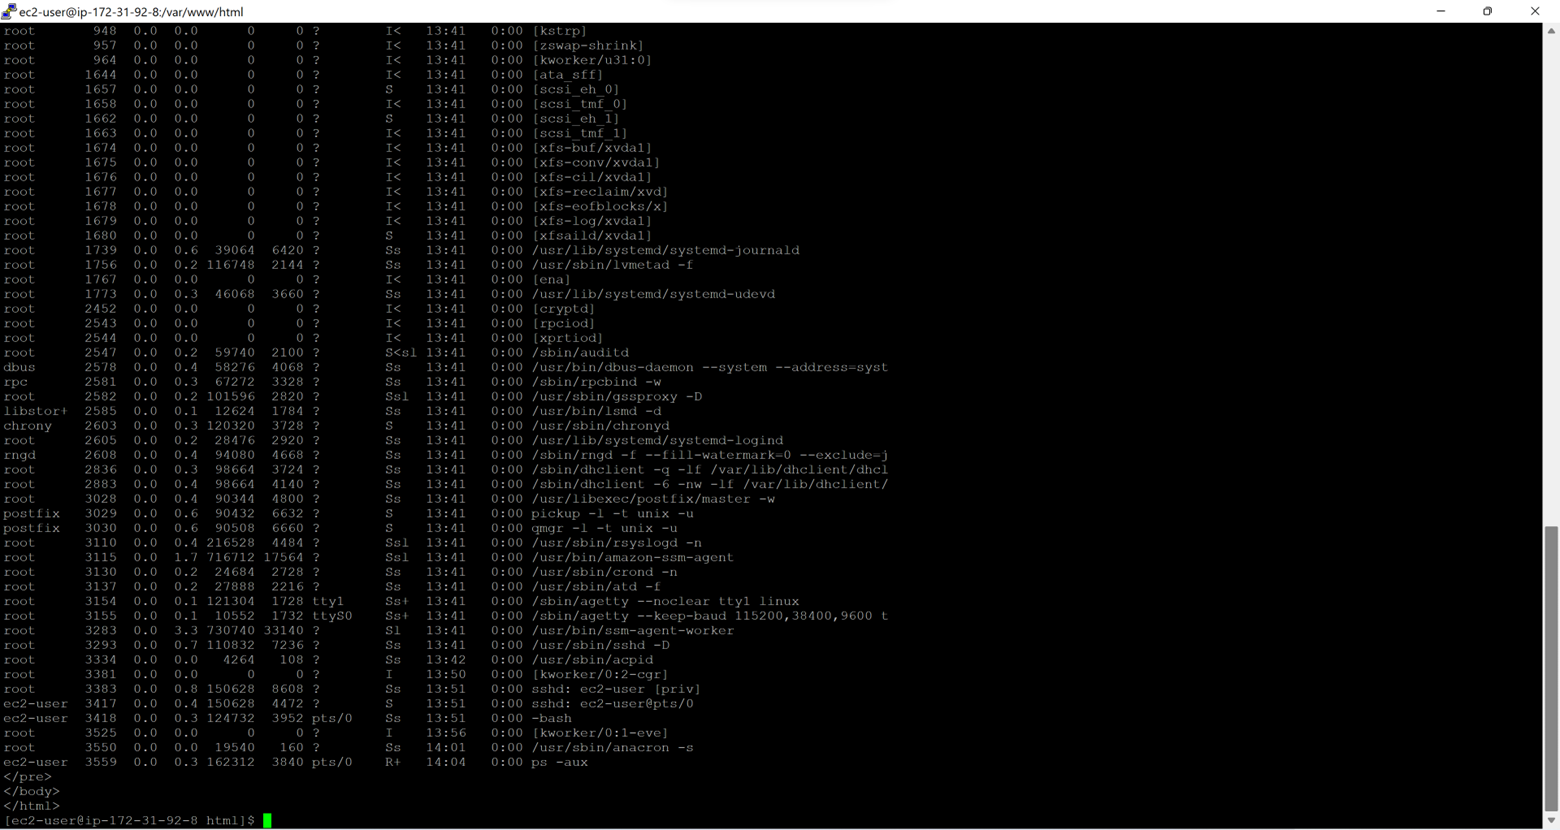 ec2-user@ip-172-31-92-8:/var/www/html
root 948 0.0 0.0 0 0 ? I< 13:41 0:00 [kstrp]
root 957 0.0 0.0 0 0 ? I< 13:41 0:00 [zswap-shrink]
root 964 0.0 0.0 0 0 ? I< 13:41 0:00 [kworker/u31:0]
root 1644 0.0 0.0 0 0 ? I< 13:41 0:00 [ata_sff]
root 1657 0.0 0.0 0 0 ? S 13:41 0:00 [scsi_eh_0]
root 1658 0.0 0.0 0 0 ? I< 13:41 0:00 [scsi_tmf_0]
root 1662 0.0 0.0 0 0 ? S 13:41 0:00 [scsi_eh_1]
root 1663 0.0 0.0 0 0 ? I< 13:41 0:00 [scsi_tmf_1]
root 1674 0.0 0.0 0 0 ? I< 13:41 0:00 [xfs-buf/xvda1]
root 1675 0.0 0.0 0 0 ? I< 13:41 0:00 [xfs-conv/xvda1]
root 1676 0.0 0.0 0 0 ? I< 13:41 0:00 [xfs-cil/xvda1]
root 1677 0.0 0.0 0 0 ? I< 13:41 0:00 [xfs-reclaim/xvd]
root 1678 0.0 0.0 0 0 ? I< 13:41 0:00 [xfs-eofblocks/x]
root 1679 0.0 0.0 0 0 ? I< 13:41 0:00 [xfs-log/xvda1]
root 1680 0.0 0.0 0 0 ? S 13:41 0:00 [xfsaild/xvda1]
root 1739 0.0 0.6 39064 6420 ? Ss 13:41 0:00 /usr/lib/systemd/systemd-journald
root 1756 0.0 0.2 116748 2144 ? Ss 13:41 0:00 /usr/sbin/lvmetad -f
root 1767 0.0 0.0 0 0 ? I< 13:41 0:00 [ena]
root 1773 0.0 0.3 46068 3660 ? Ss 13:41 0:00 /usr/lib/systemd/systemd-udevd
root 2452 0.0 0.0 0 0 ? I< 13:41 0:00 [cryptd]
root 2543 0.0 0.0 0 0 ? I< 13:41 0:00 [rpciod]
root 2544 0.0 0.0 0 0 ? I< 13:41 0:00 [xprtiod]
root 2547 0.0 0.2 59740 2100 ? S<sl 13:41 0:00 /sbin/auditd
dbus 2578 0.0 0.4 58276 4068 ? Ss 13:41 0:00 /usr/bin/dbus-daemon --system --address=syst
rpc 2581 0.0 0.3 67272 3328 ? Ss 13:41 0:00 /sbin/rpcbind -w
root 2582 0.0 0.2 101596 2820 ? Ssl 13:41 0:00 /usr/sbin/gssproxy -D
libstor+ 2585 0.0 0.1 12624 1784 ? Ss 13:41 0:00 /usr/bin/lsmd -d
chrony 2603 0.0 0.3 120320 3728 ? S 13:41 0:00 /usr/sbin/chronyd
root 2605 0.0 0.2 28476 2920 ? Ss 13:41 0:00 /usr/lib/systemd/systemd-logind
rngd 2608 0.0 0.4 94080 4668 ? Ss 13:41 0:00 /sbin/rngd -f --fill-watermark=0 --exclude=j
root 2836 0.0 0.3 98664 3724 ? Ss 13:41 0:00 /sbin/dhclient -q -lf /var/lib/dhclient/dhcl
root 2883 0.0 0.4 98664 4140 ? Ss 13:41 0:00 /sbin/dhclient -6 -nw -lf /var/lib/dhclient/
root 3028 0.0 0.4 90344 4800 ? Ss 13:41 0:00 /usr/libexec/postfix/master -w
postfix 3029 0.0 0.6 90432 6632 ? S 13:41 0:00 pickup -l -t unix -u
postfix 3030 0.0 0.6 90508 6660 ? S 13:41 0:00 qmgr -l -t unix -u
root 3110 0.0 0.4 216528 4484 ? Ssl 13:41 0:00 /usr/sbin/rsyslogd -n
root 3115 0.0 1.7 716712 17564 ? Ssl 13:41 0:00 /usr/bin/amazon-ssm-agent
root 3130 0.0 0.2 24684 2728 ? Ss 13:41 0:00 /usr/sbin/crond -n
root 3137 0.0 0.2 27888 2216 ? Ss 13:41 0:00 /usr/sbin/atd -f
root 3154 0.0 0.1 121304 1728 tty1 Ss+ 13:41 0:00 /sbin/agetty --noclear tty1 linux
root 3155 0.0 0.1 10552 1732 ttyS0 Ss+ 13:41 0:00 /sbin/agetty --keep-baud 115200,38400,9600 t
root 3283 0.0 3.3 730740 33140 ? Sl 13:41 0:00 /usr/bin/ssm-agent-worker
root 3293 0.0 0.7 110832 7236 ? Ss 13:41 0:00 /usr/sbin/sshd -D
root 3334 0.0 0.0 4264 108 ? Ss 13:42 0:00 /usr/sbin/acpid
root 3381 0.0 0.0 0 0 ? I 13:50 0:00 [kworker/0:2-cgr]
root 3383 0.0 0.8 150628 8608 ? Ss 13:51 0:00 sshd: ec2-user [priv]
ec2-user 3417 0.0 0.4 150628 4472 ? S 13:51 0:00 sshd: ec2-user@pts/0
ec2-user 3418 0.0 0.3 124732 3952 pts/0 Ss 13:51 0:00 -bash
root 3525 0.0 0.0 0 0 ? I 13:56 0:00 [kworker/0:1-eve]
root 3550 0.0 0.0 19540 160 ? Ss 14:01 0:00 /usr/sbin/anacron -s
ec2-user 3559 0.0 0.3 162312 3840 pts/0 R+ 14:04 0:00 ps -aux
</pre>
</body>
</html>
[ec2-user@ip-172-31-92-8 html]$